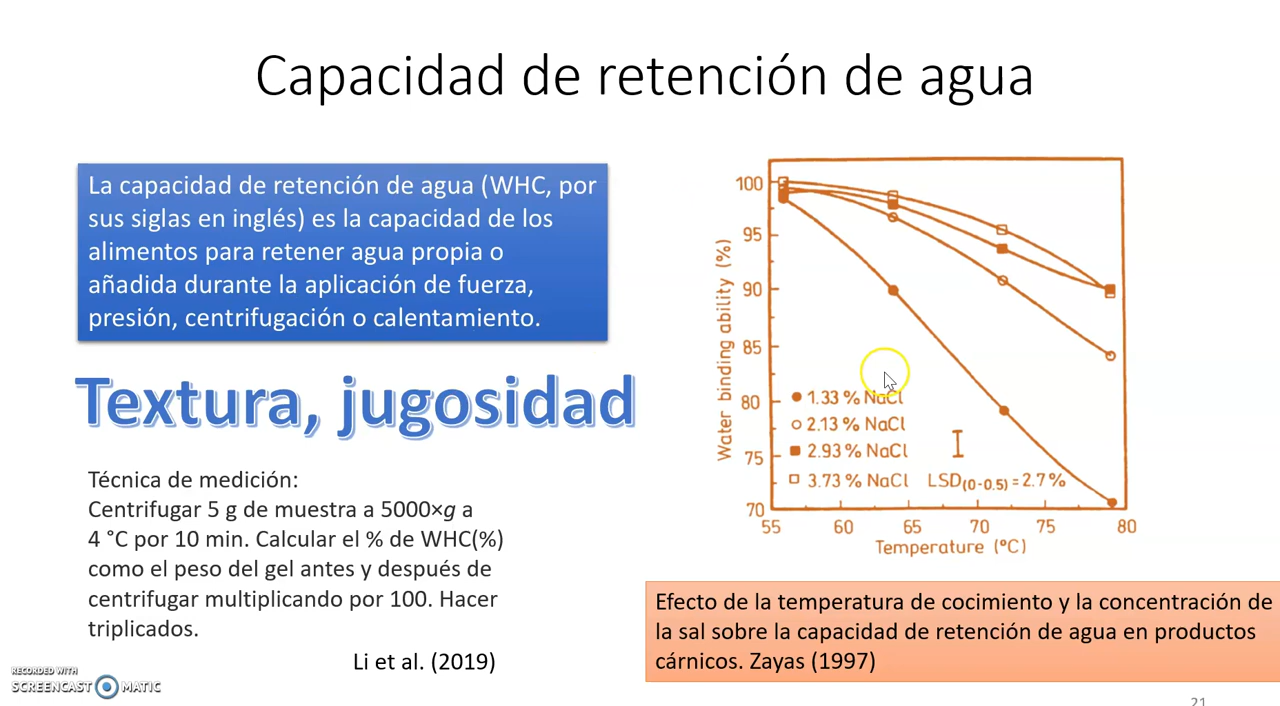 Capacidad de retención de agua
La capacidad de retención de agua (WHC, por
sus siglas en inglés) es la capacidad de los
alimentos para retener agua propia o
añadida durante la aplicación de fuerza,
presión, centrifugación o calentamiento.
Textura, jugosidad
Técnica de medición:
Centrifugar 5 g de muestra a 5000×g a
4 °C por 10 min. Calcular el % de WHC(%)
como el peso del gel antes y después de
centrifugar multiplicando por 100. Hacer
triplicados.
Li et al. (2019)
Water binding ability (%)
100
95
90
85
80
75
70
1.33 % NaCl
2.13 % NaCl
2.93 % NaCl
3.73 % NaCl LSD(0-0.5) = 2.7 %
55 60 65 70 75 80
Temperature (°C)
Efecto de la temperatura de cocimiento y la concentración de
la sal sobre la capacidad de retención de agua en productos
cárnicos. Zayas (1997)
RECORDED WITH
SCREENCAST MATIC
21